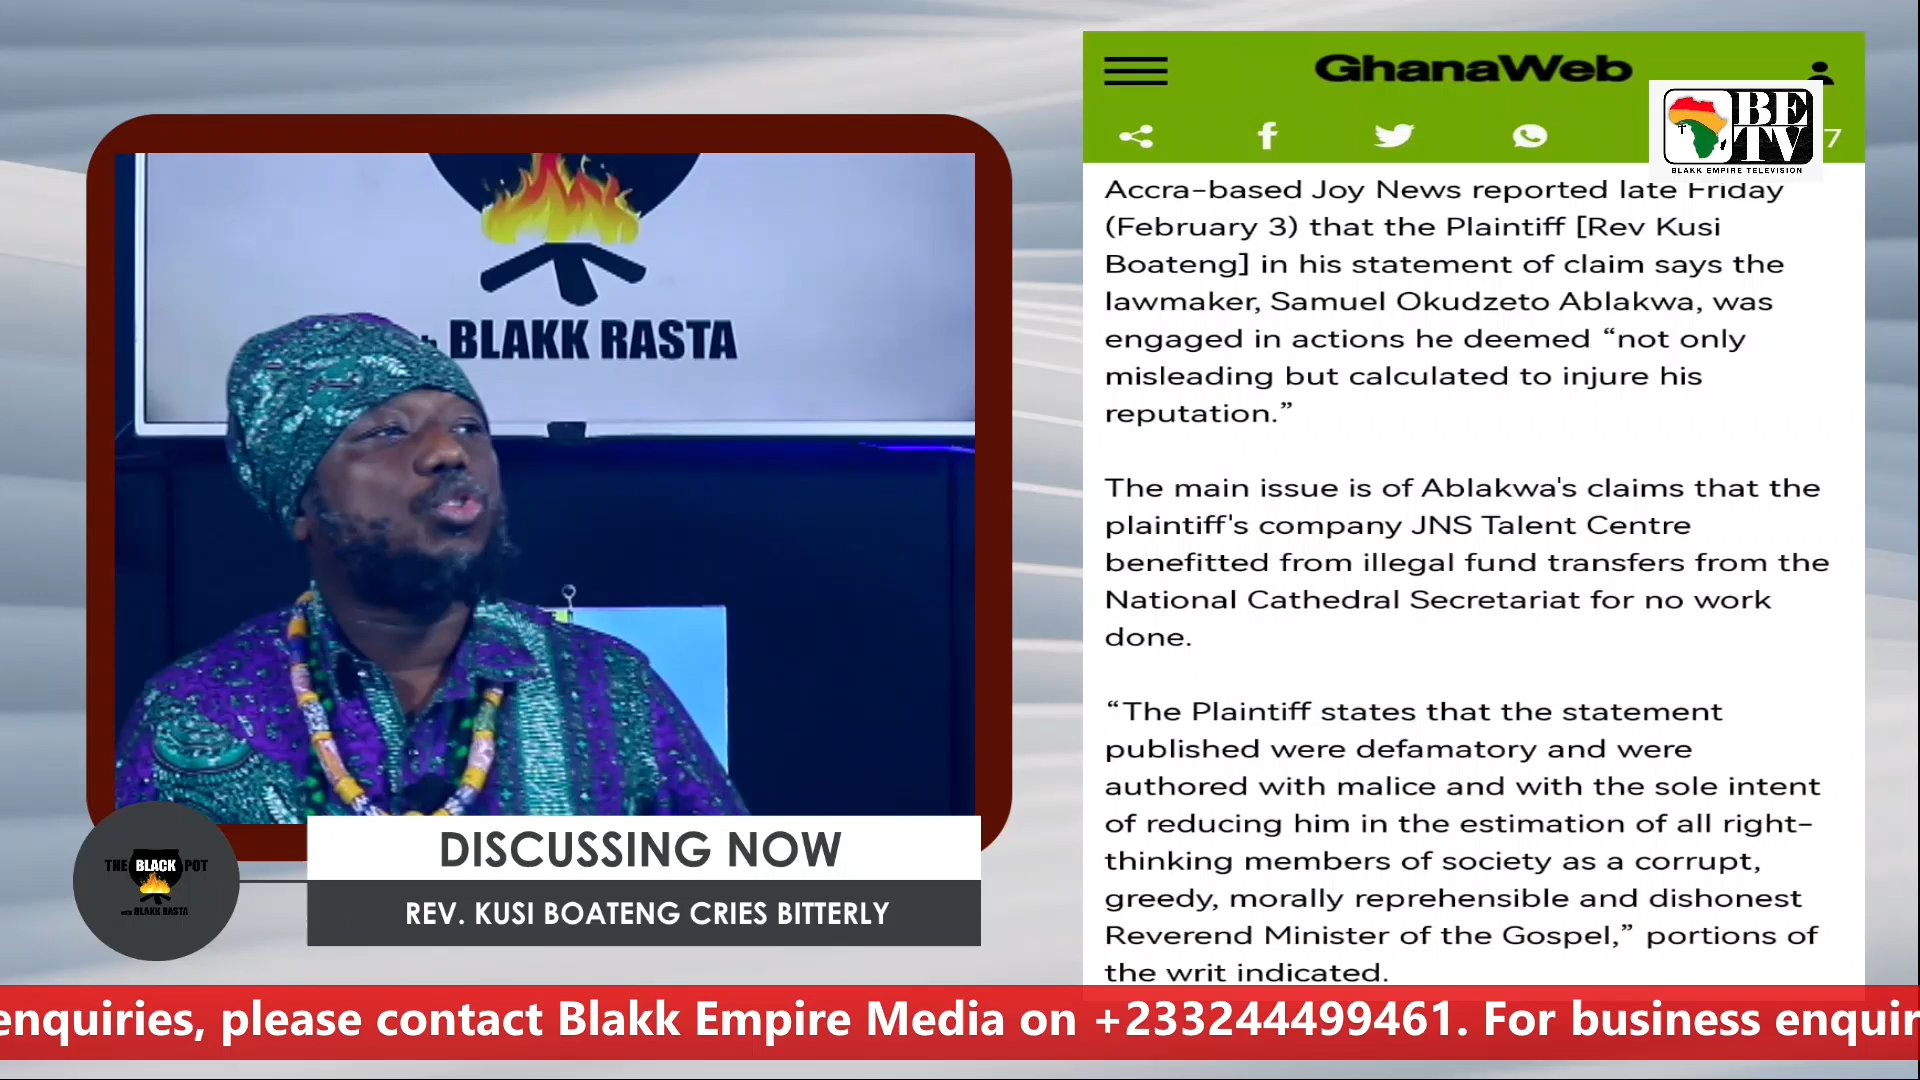 GhanaWeb
BE
TV
BLAKK EMPIRE TELEVISION
7
BLAKK RASTA
Accra-based Joy News reported late Friday
(February 3) that the Plaintiff [Rev Kusi
Boateng] in his statement of claim says the
lawmaker, Samuel Okudzeto Ablakwa, was
engaged in actions he deemed “not only
misleading but calculated to injure his
reputation.”
The main issue is of Ablakwa's claims that the
plaintiff's company JNS Talent Centre
benefitted from illegal fund transfers from the
National Cathedral Secretariat for no work
done.
“The Plaintiff states that the statement
published were defamatory and were
authored with malice and with the sole intent
of reducing him in the estimation of all right-
thinking members of society as a corrupt,
greedy, morally reprehensible and dishonest
Reverend Minister of the Gospel,” portions of
the writ indicated.
THE BLACK POT
with BLAKK RASTA
DISCUSSING NOW
REV. KUSI BOATENG CRIES BITTERLY
enquiries, please contact Blakk Empire Media on +233244499461. For business enquir